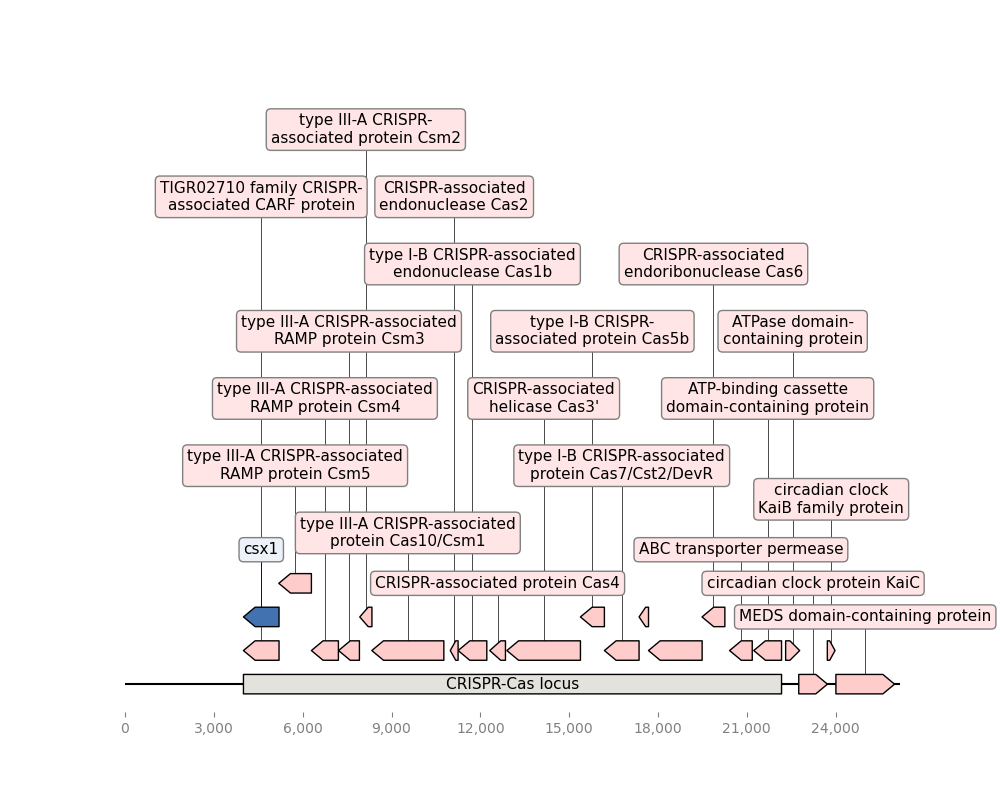 type III-A CRISPR-
associated protein Csm2
TIGR02710 family CRISPR-
associated CARF protein
CRISPR-associated
endonuclease Cas2
type I-B CRISPR-associated
endonuclease Cas1b
CRISPR-associated
endoribonuclease Cas6
type III-A CRISPR-associated
RAMP protein Csm3
type I-B CRISPR-
associated protein Cas5b
ATPase domain-
containing protein
type III-A CRISPR-associated
RAMP protein Csm4
CRISPR-associated
helicase Cas3'
ATP-binding cassette
domain-containing protein
type III-A CRISPR-associated
RAMP protein Csm5
type I-B CRISPR-associated
protein Cas7/Cst2/DevR
circadian clock
KaiB family protein
type III-A CRISPR-associated
protein Cas10/Csm1
csx1
ABC transporter permease
CRISPR-associated protein Cas4
circadian clock protein KaiC
MEDS domain-containing protein
CRISPR-Cas locus
0 3,000 6,000 9,000 12,000 15,000 18,000 21,000 24,000